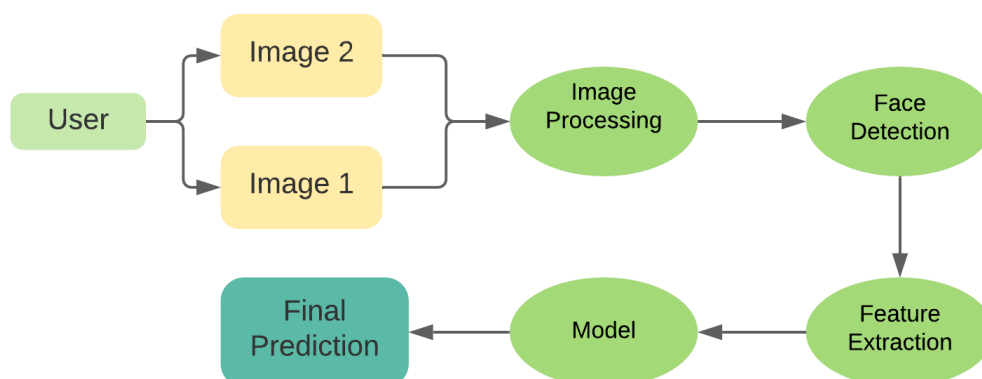 Image 2
User
Image 1
Image
Processing
Face
Detection
Feature
Extraction
Model
Final
Prediction